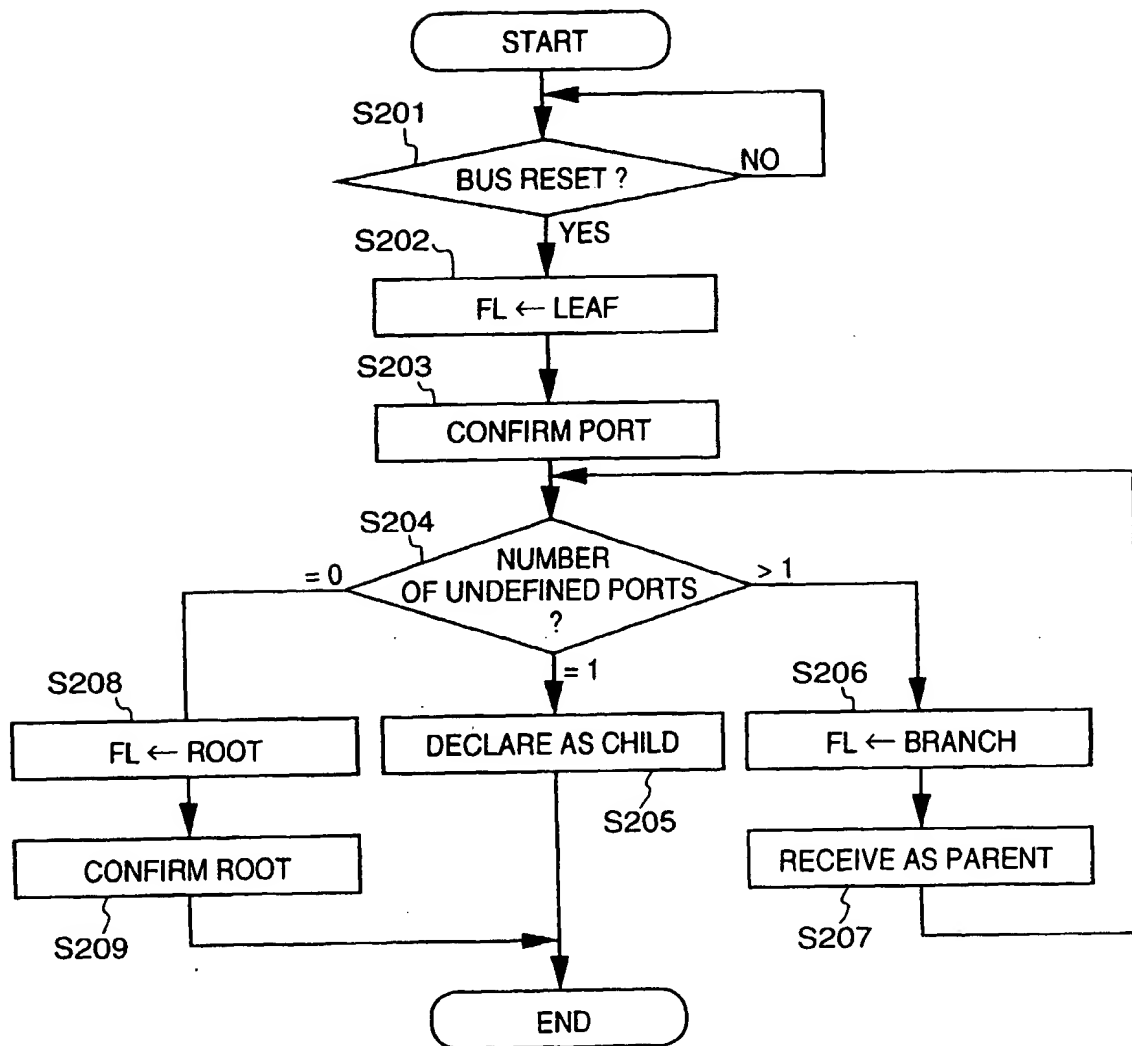 START
S201
BUS RESET ?
NO
YES
S202
FL ← LEAF
S203
CONFIRM PORT
S204
NUMBER
OF UNDEFINED PORTS
?
= 0
= 1
> 1
S208
FL ← ROOT
DECLARE AS CHILD
S205
S206
FL ← BRANCH
CONFIRM ROOT
S209
RECEIVE AS PARENT
S207
END